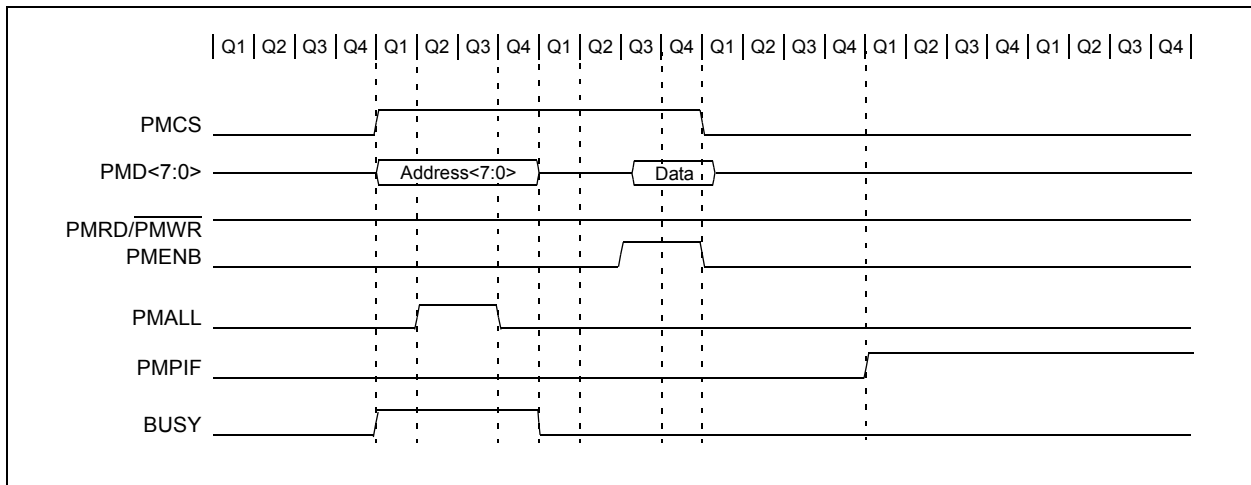 Q1 Q2 Q3 Q4 Q1 Q2 Q3 Q4 Q1 Q2 Q3 Q4 Q1 Q2 Q3 Q4 Q1 Q2 Q3 Q4 Q1 Q2 Q3 Q4
PMCS
PMD<7:0> Address<7:0> Data
PMRD/PMWR
PMENB
PMALL
PMPIF
BUSY